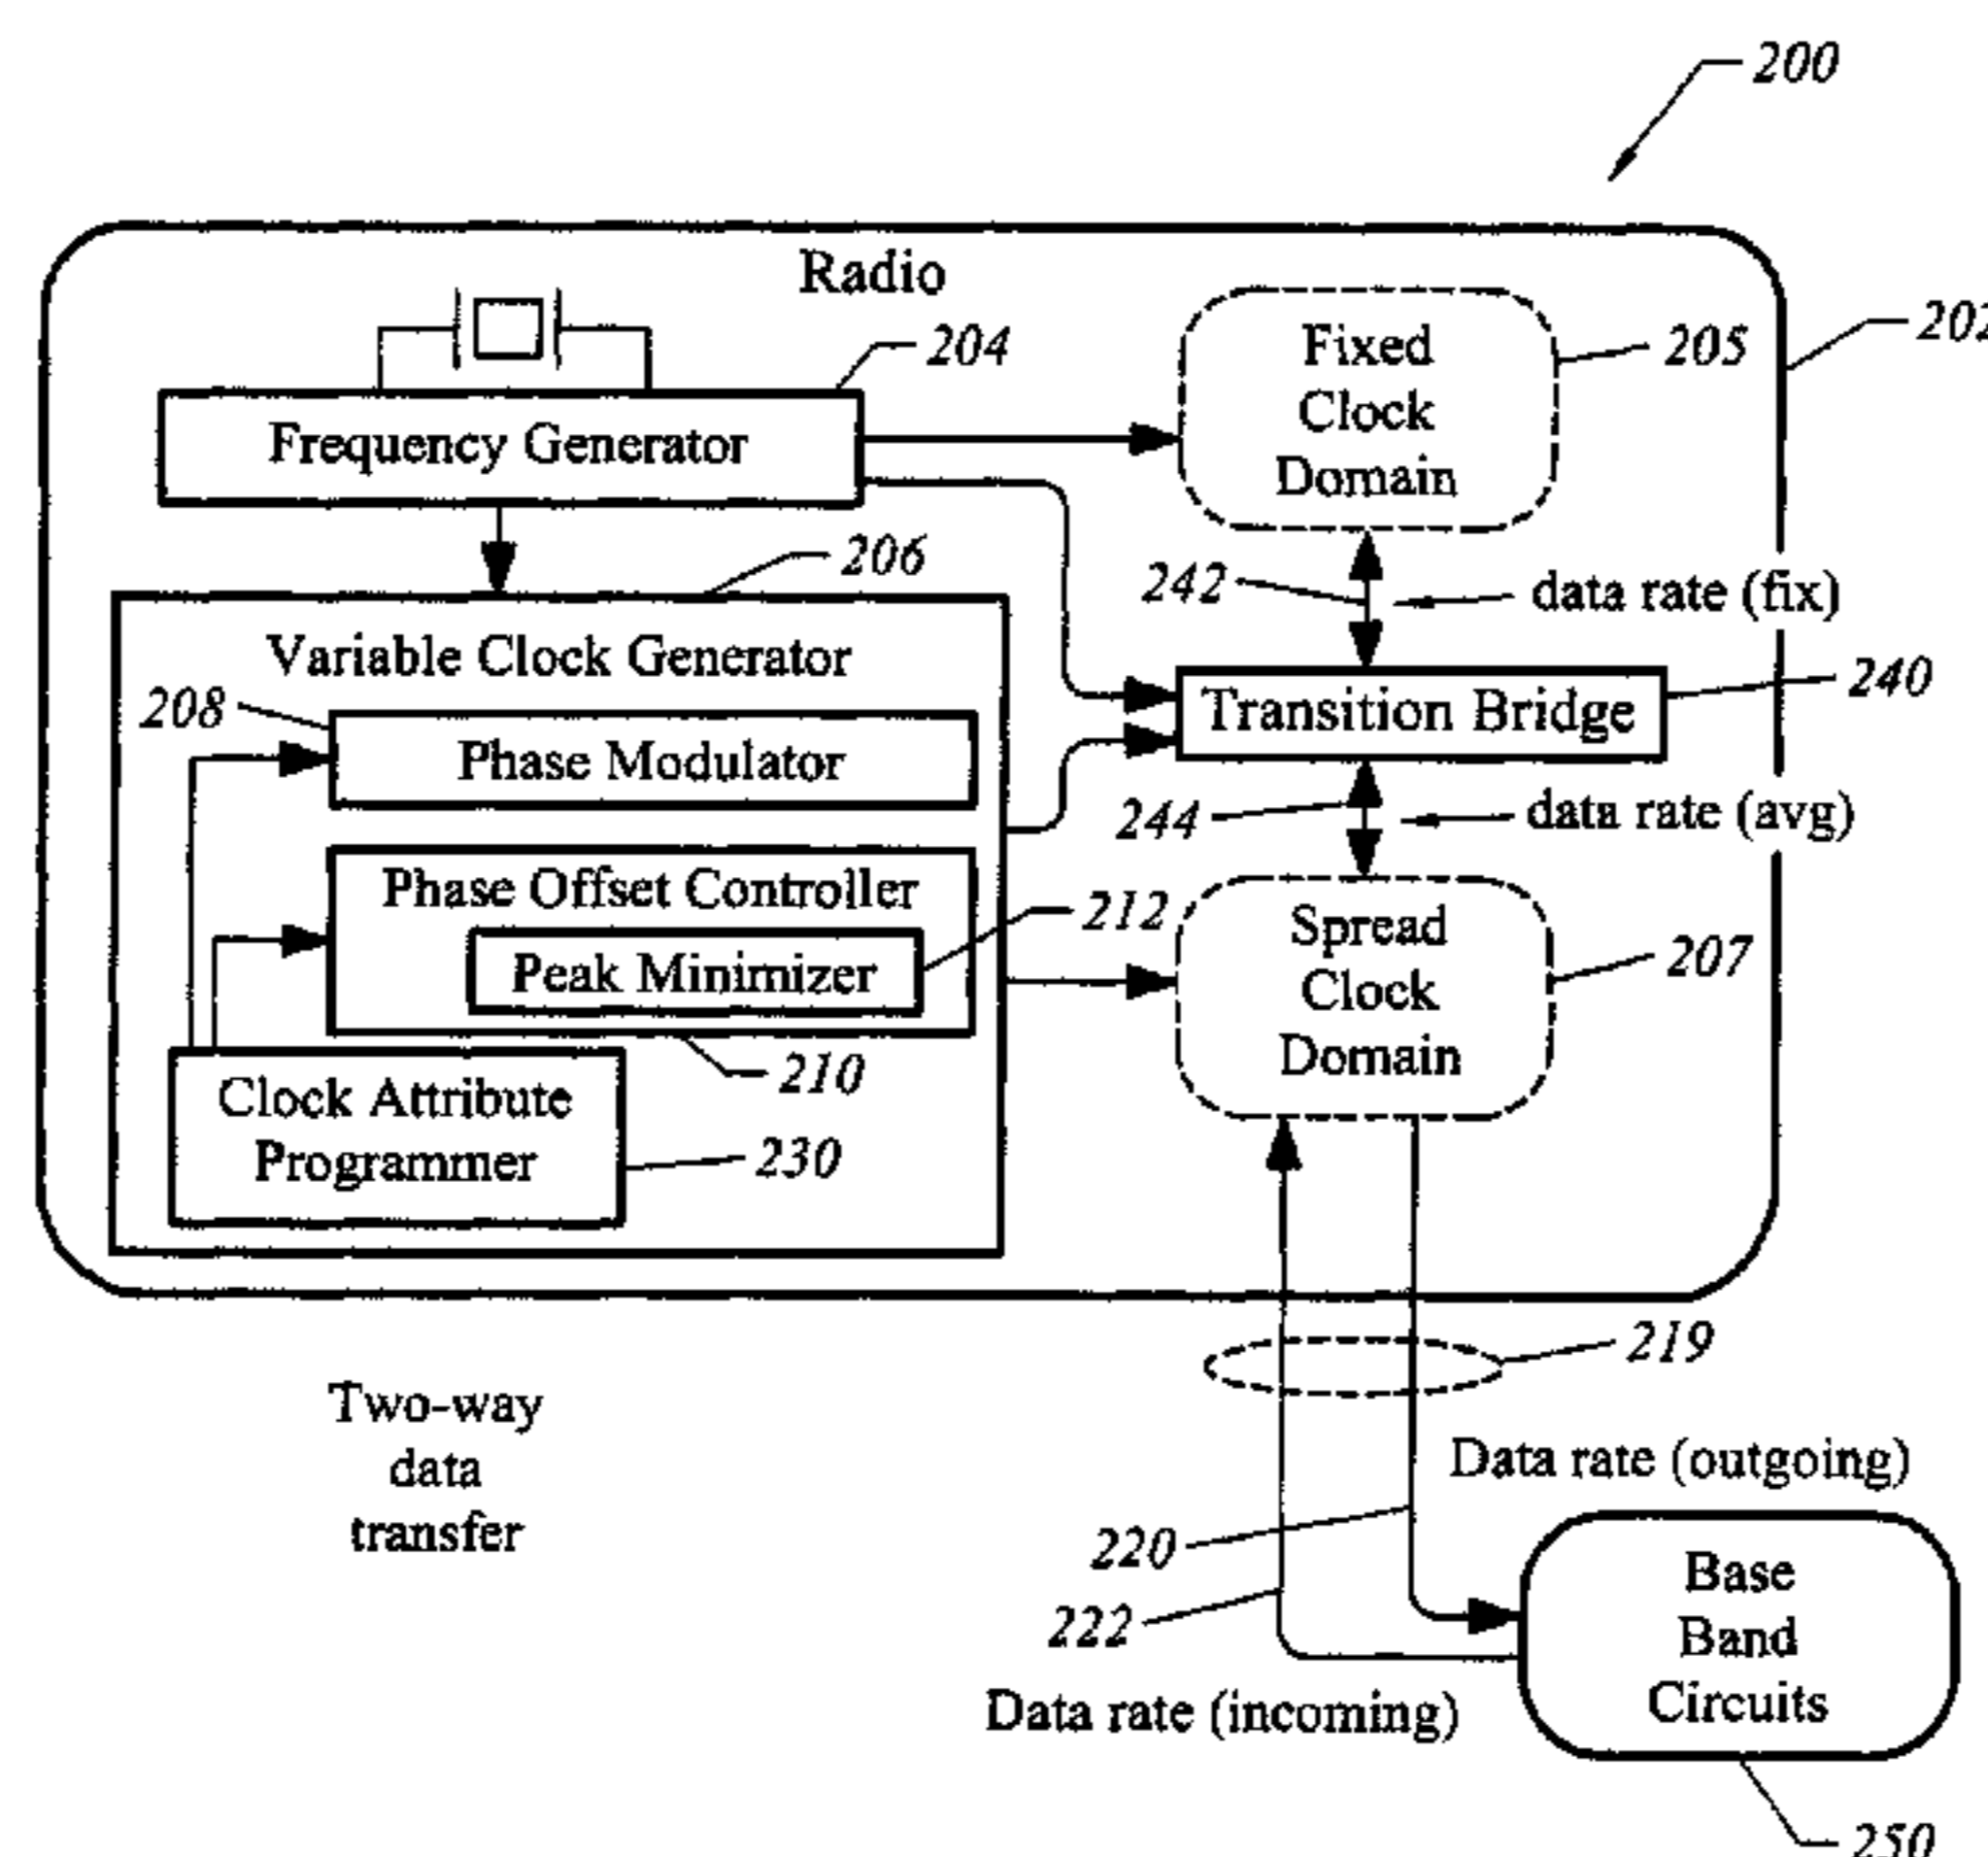 200
Radio
202
204
Frequency Generator
Fixed
Clock
Domain
205
206
242
data rate (fix)
Variable Clock Generator
208
Phase Modulator
Transition Bridge
240
244
data rate (avg)
Phase Offset Controller
212
Peak Minimizer
Spread
Clock
Domain
207
210
Clock Attribute
Programmer
230
219
Two-way
data
transfer
Data rate (outgoing)
220
222
Base
Band
Circuits
Data rate (incoming)
250